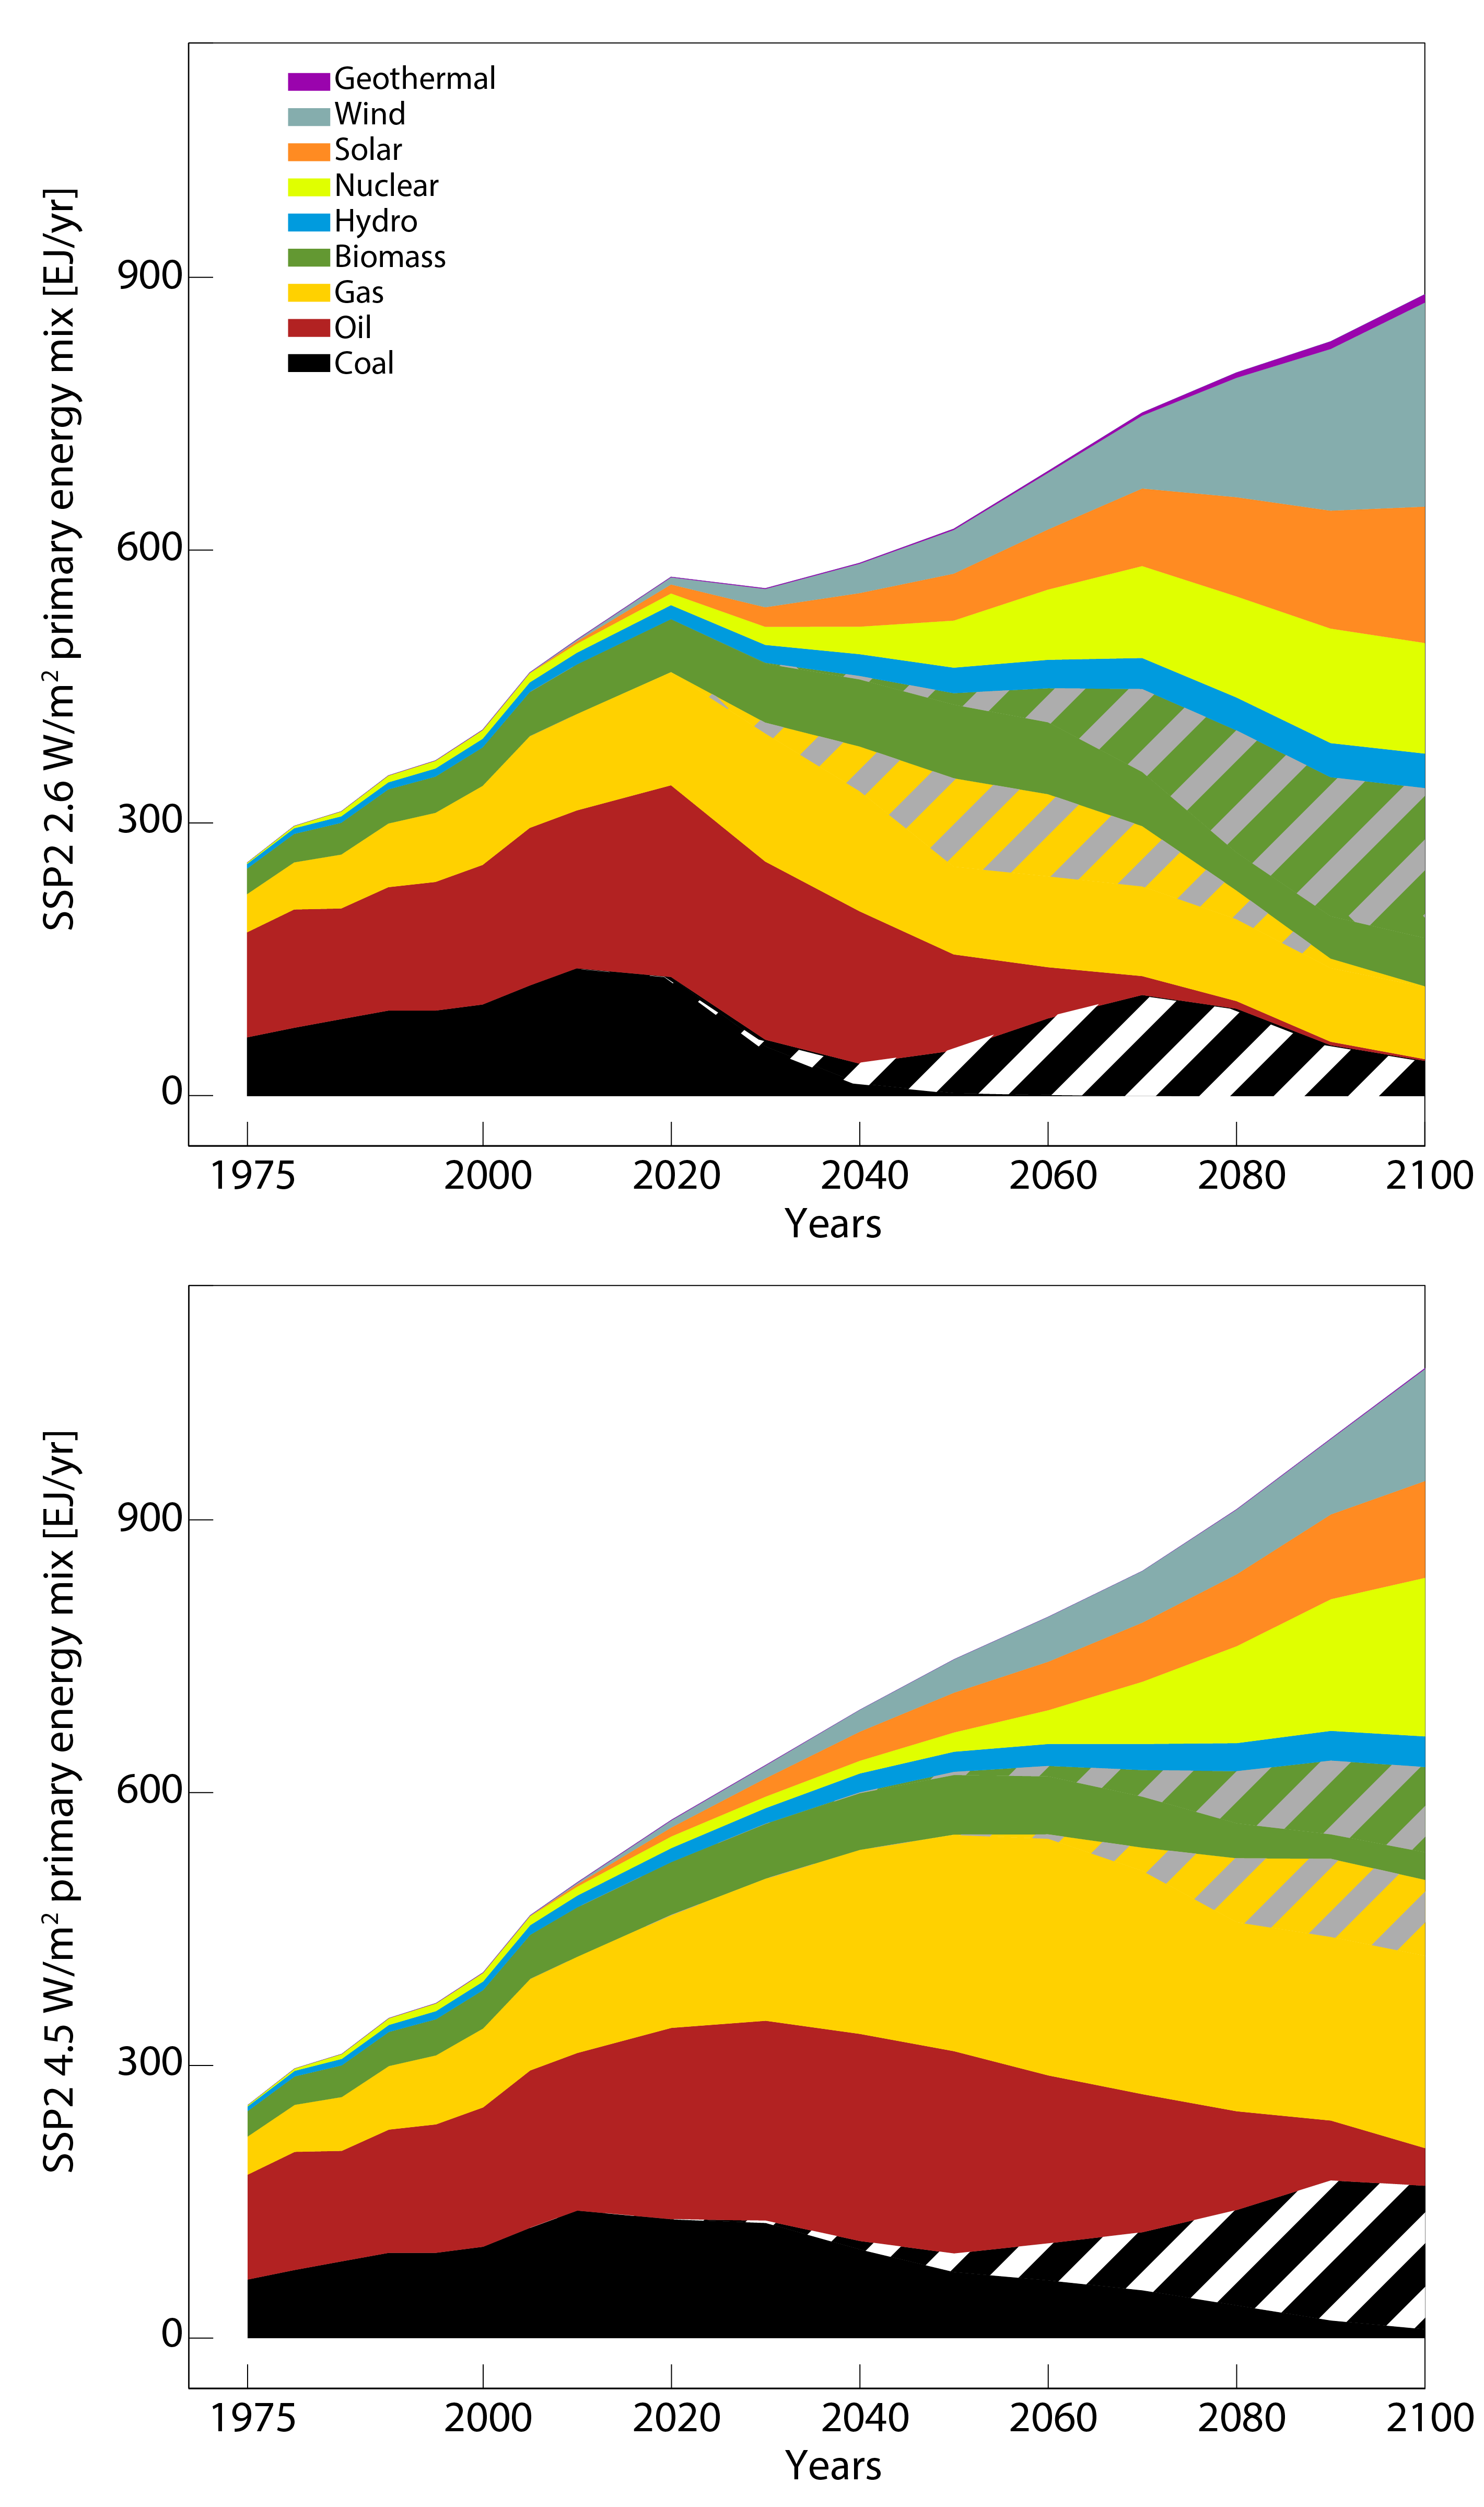 SSP2 2.6 W/m² primary energy mix [EJ/yr]
Geothermal
Wind
Solar
Nuclear
Hydro
Biomass
Gas
Oil
Coal
900
600
300
0
1975 2000 2020 2040 2060 2080 2100
Years
SSP2 4.5 W/m² primary energy mix [EJ/yr]
900
600
300
0
1975 2000 2020 2040 2060 2080 2100
Years